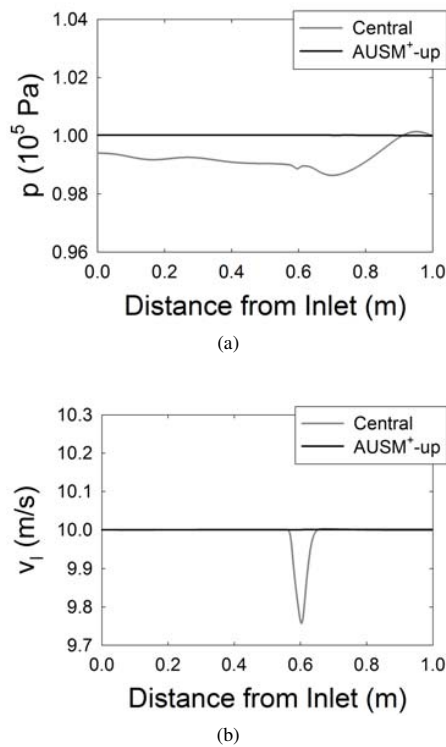 1.04
1.02
1.00
0.98
0.96
p (10⁵ Pa)
Central
AUSM⁺-up
0.0 0.2 0.4 0.6 0.8 1.0
Distance from Inlet (m)
(a)
10.3
10.2
10.1
10.0
9.9
9.8
9.7
vₗ (m/s)
Central
AUSM⁺-up
0.0 0.2 0.4 0.6 0.8 1.0
Distance from Inlet (m)
(b)